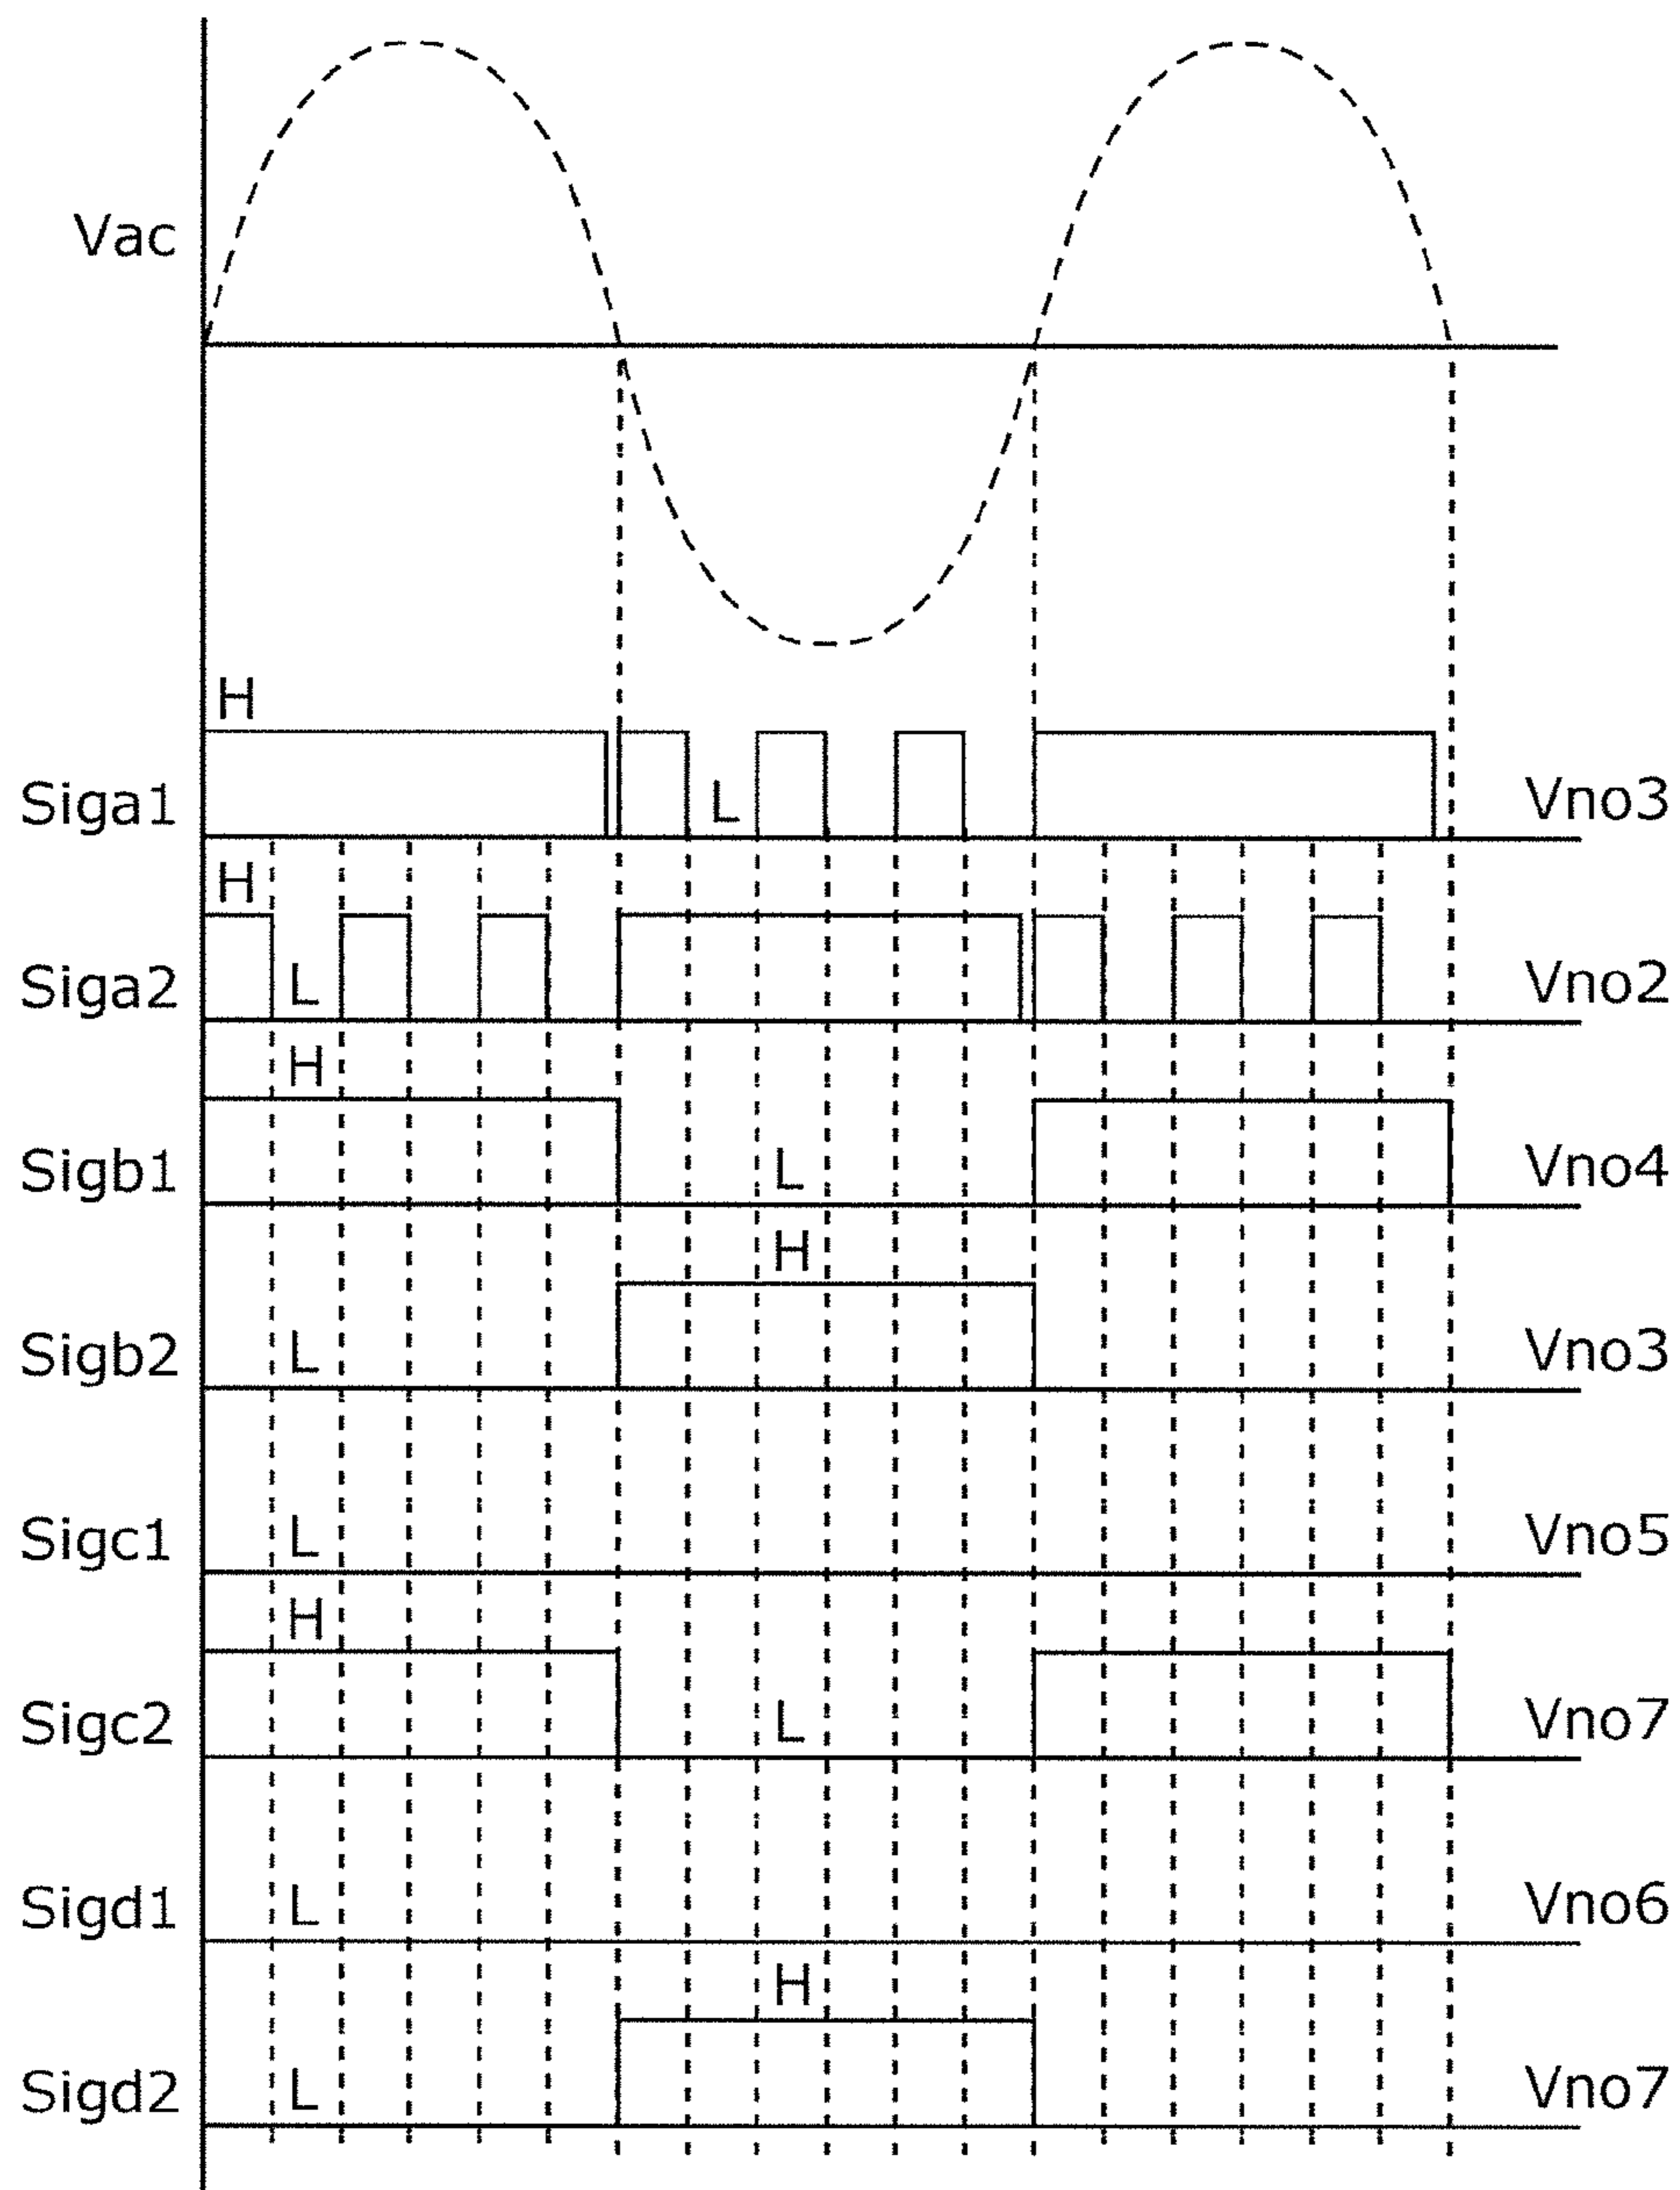 Vac
H
Siga1 L Vno3
H
Siga2 L Vno2
H
Sigb1 L Vno4
H
Sigb2 L Vno3
Sigc1 L Vno5
H
Sigc2 L Vno7
Sigd1 L Vno6
H
Sigd2 L Vno7